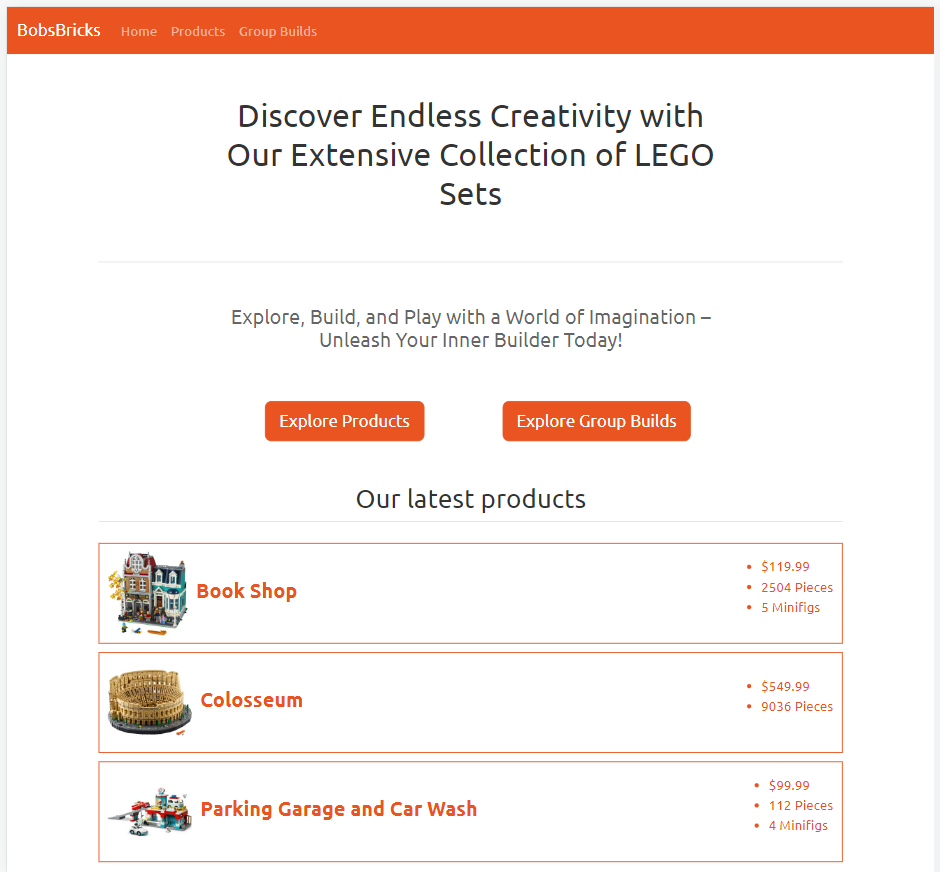 BobsBricks Home Products Group Builds
Discover Endless Creativity with
Our Extensive Collection of LEGO
Sets
Explore, Build, and Play with a World of Imagination –
Unleash Your Inner Builder Today!
Explore Products Explore Group Builds
Our latest products
Book Shop
• $119.99
• 2504 Pieces
• 5 Minifigs
Colosseum
• $549.99
• 9036 Pieces
Parking Garage and Car Wash
• $99.99
• 112 Pieces
• 4 Minifigs